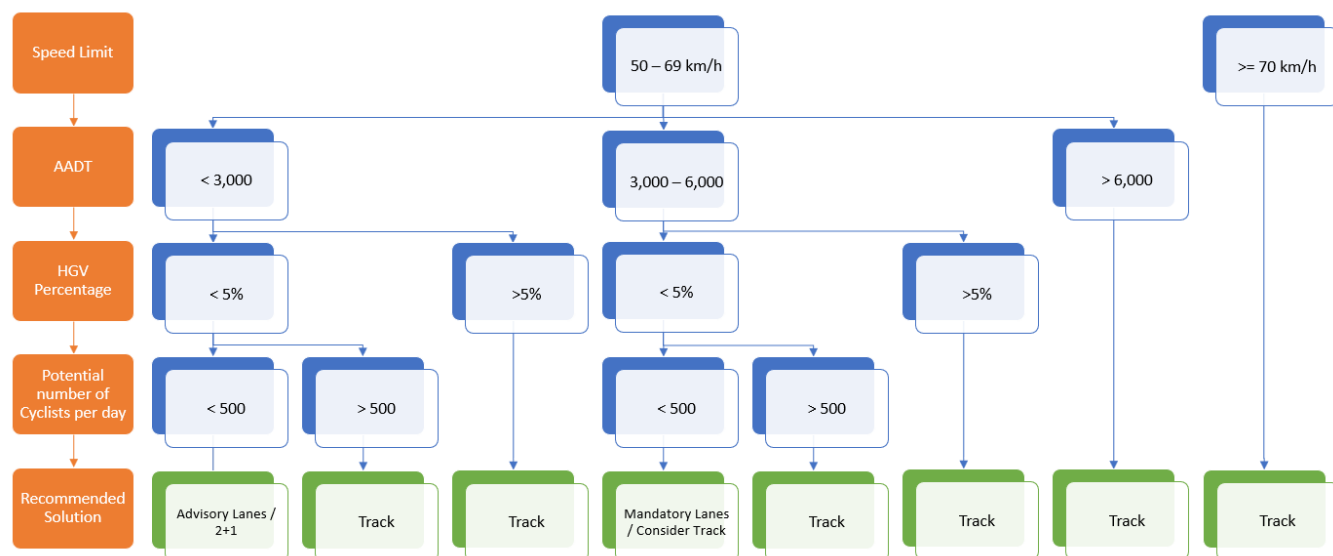 Speed Limit
50 – 69 km/h
>= 70 km/h
AADT
< 3,000
3,000 – 6,000
> 6,000
HGV
Percentage
< 5%
>5%
< 5%
>5%
Potential
number of
Cyclists per day
< 500
> 500
< 500
> 500
Recommended
Solution
Advisory Lanes /
2+1
Track
Track
Mandatory Lanes
/ Consider Track
Track
Track
Track
Track